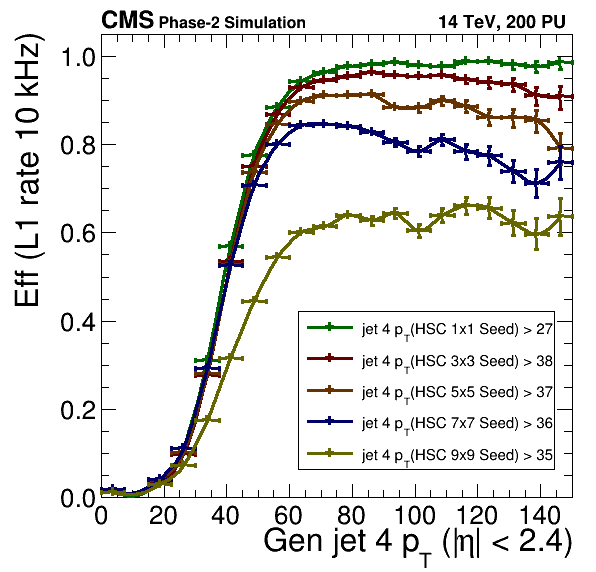 CMS Phase-2 Simulation 14 TeV, 200 PU
Eff (L1 rate 10 kHz)
1.0
0.8
0.6
0.4
0.2
0.0
jet 4 pT(HSC 1x1 Seed) > 27
jet 4 pT(HSC 3x3 Seed) > 38
jet 4 pT(HSC 5x5 Seed) > 37
jet 4 pT(HSC 7x7 Seed) > 36
jet 4 pT(HSC 9x9 Seed) > 35
0 20 40 60 80 100 120 140
Gen jet 4 pT (|η| < 2.4)